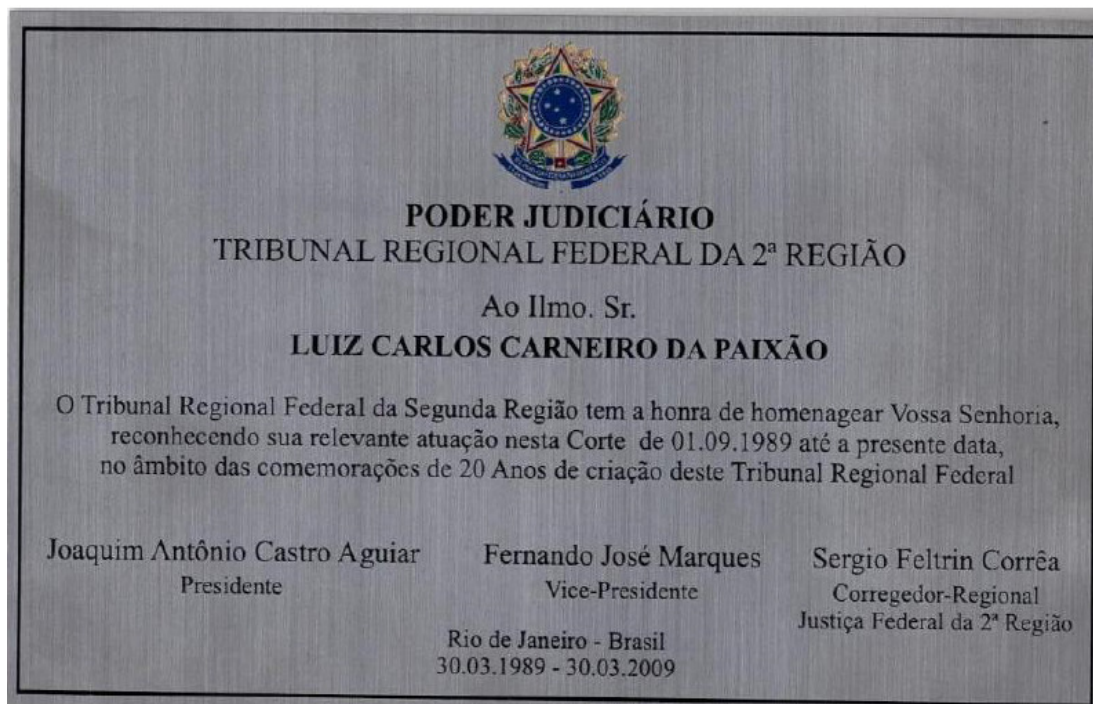 PODER JUDICIÁRIO
TRIBUNAL REGIONAL FEDERAL DA 2ª REGIÃO
Ao Ilmo. Sr.
LUIZ CARLOS CARNEIRO DA PAIXÃO
O Tribunal Regional Federal da Segunda Região tem a honra de homenagear Vossa Senhoria,
reconhecendo sua relevante atuação nesta Corte de 01.09.1989 até a presente data,
no âmbito das comemorações de 20 Anos de criação deste Tribunal Regional Federal
Joaquim Antônio Castro Aguiar
Presidente
Fernando José Marques
Vice-Presidente
Sergio Feltrin Corrêa
Corregedor-Regional
Justiça Federal da 2ª Região
Rio de Janeiro - Brasil
30.03.1989 - 30.03.2009